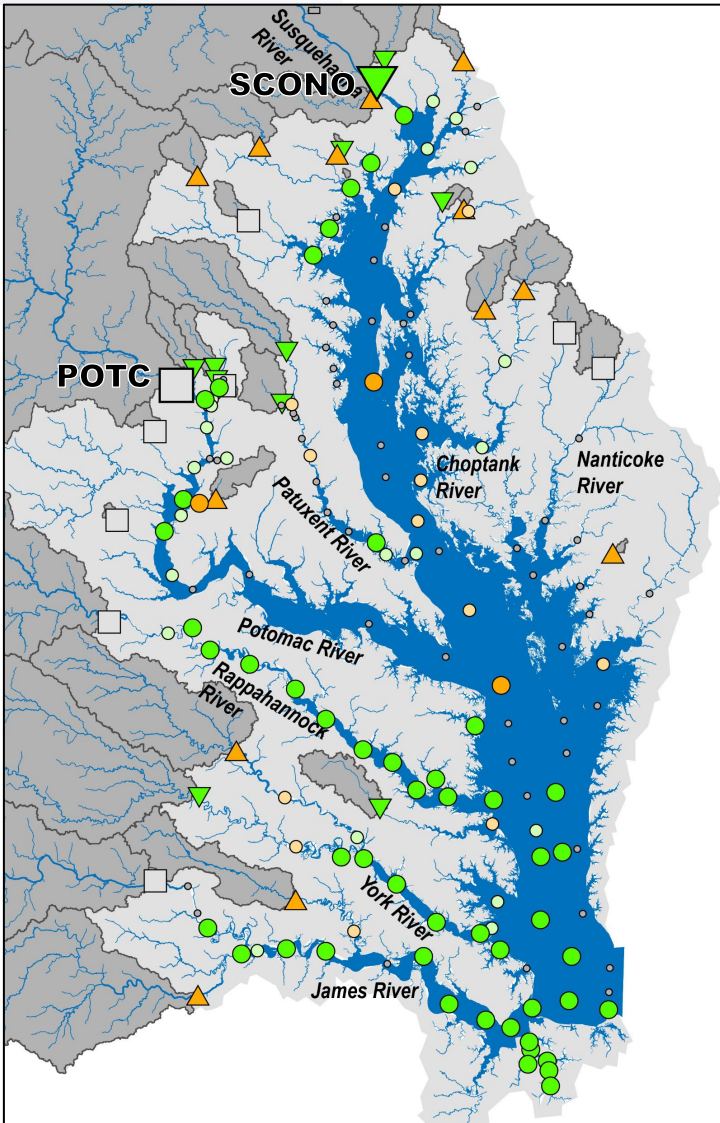 Susquehanna
River
SCONO
POTC
Choptank
River
Nanticoke
River
Patuxent River
Potomac River
Rappahannock
River
York River
James River